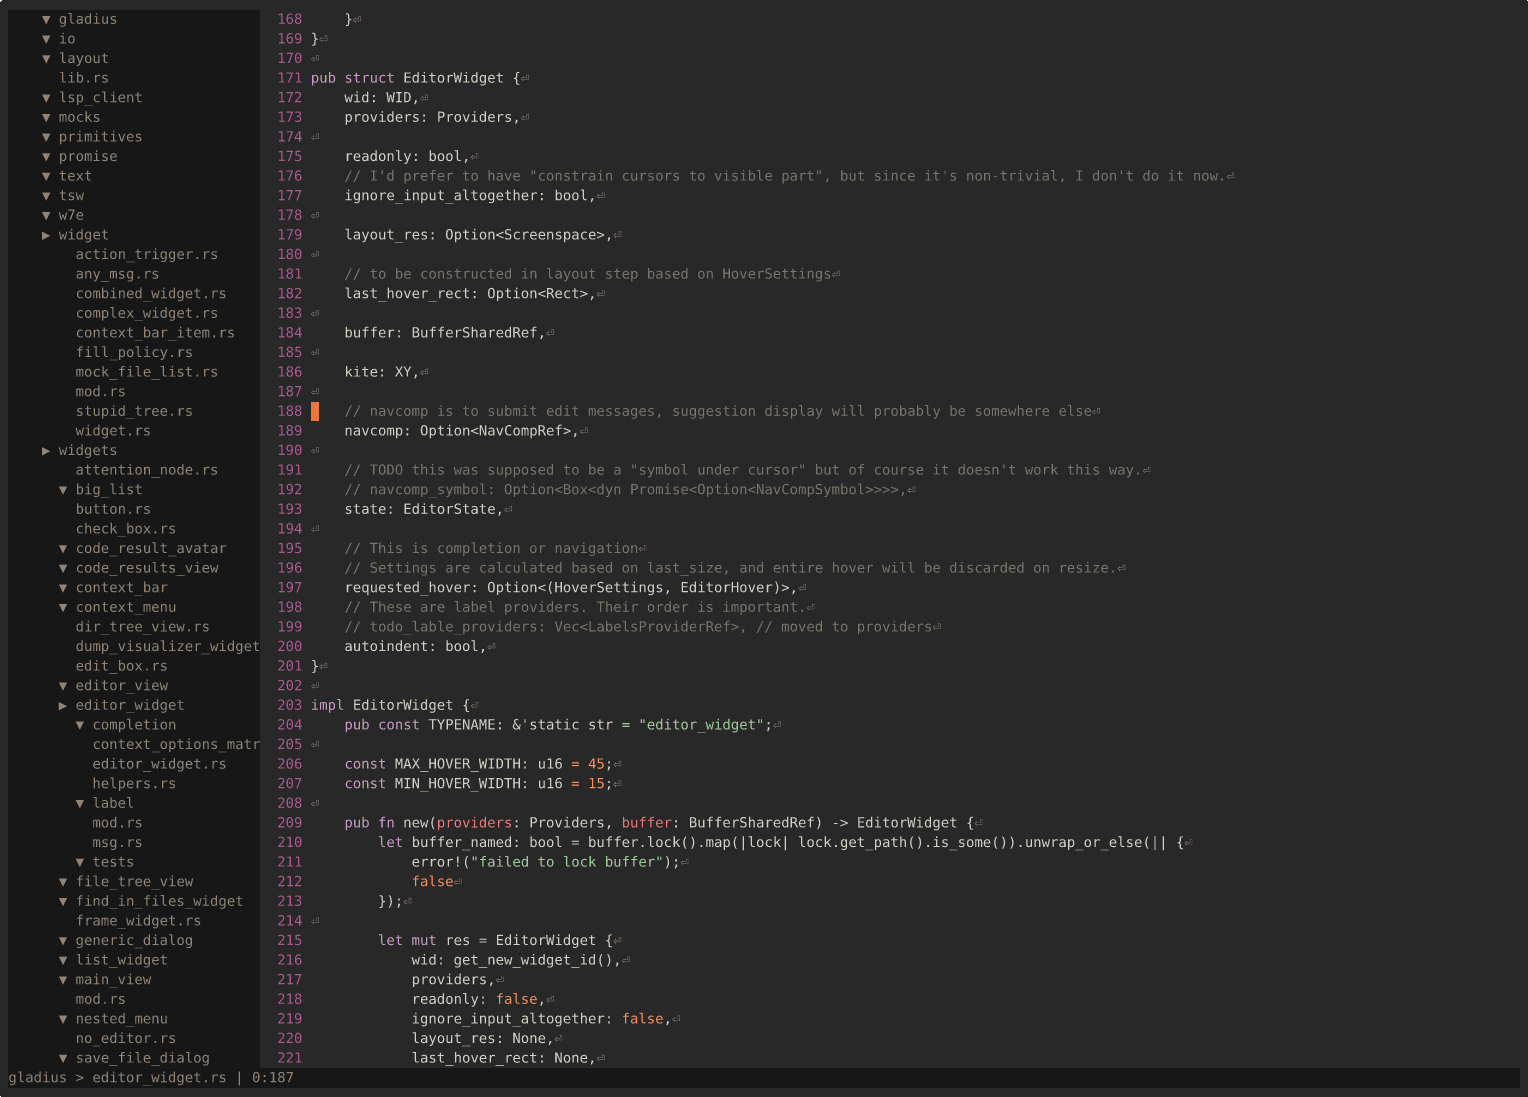 ▼ gladius
▼ io
▼ layout
lib.rs
▼ lsp_client
▼ mocks
▼ primitives
▼ promise
▼ text
▼ tsw
▼ w7e
▶ widget
action_trigger.rs
any_msg.rs
combined_widget.rs
complex_widget.rs
context_bar_item.rs
fill_policy.rs
mock_file_list.rs
mod.rs
stupid_tree.rs
widget.rs
▶ widgets
attention_node.rs
▼ big_list
button.rs
check_box.rs
▼ code_result_avatar
▼ code_results_view
▼ context_bar
▼ context_menu
dir_tree_view.rs
dump_visualizer_widget
edit_box.rs
▼ editor_view
▶ editor_widget
▼ completion
context_options_matr
editor_widget.rs
helpers.rs
▼ label
mod.rs
msg.rs
▼ tests
▼ file_tree_view
▼ find_in_files_widget
frame_widget.rs
▼ generic_dialog
▼ list_widget
▼ main_view
mod.rs
▼ nested_menu
no_editor.rs
▼ save_file_dialog
168     }⏎
169 }⏎
170 ⏎
171 pub struct EditorWidget {⏎
172     wid: WID,⏎
173     providers: Providers,⏎
174 ⏎
175     readonly: bool,⏎
176     // I'd prefer to have "constrain cursors to visible part", but since it's non-trivial, I don't do it now.⏎
177     ignore_input_altogether: bool,⏎
178 ⏎
179     layout_res: Option<Screenspace>,⏎
180 ⏎
181     // to be constructed in layout step based on HoverSettings⏎
182     last_hover_rect: Option<Rect>,⏎
183 ⏎
184     buffer: BufferSharedRef,⏎
185 ⏎
186     kite: XY,⏎
187 ⏎
188     // navcomp is to submit edit messages, suggestion display will probably be somewhere else⏎
189     navcomp: Option<NavCompRef>,⏎
190 ⏎
191     // TODO this was supposed to be a "symbol under cursor" but of course it doesn't work this way.⏎
192     // navcomp_symbol: Option<Box<dyn Promise<Option<NavCompSymbol>>>>,⏎
193     state: EditorState,⏎
194 ⏎
195     // This is completion or navigation⏎
196     // Settings are calculated based on last_size, and entire hover will be discarded on resize.⏎
197     requested_hover: Option<(HoverSettings, EditorHover)>,⏎
198     // These are label providers. Their order is important.⏎
199     // todo_lable_providers: Vec<LabelsProviderRef>, // moved to providers⏎
200     autoindent: bool,⏎
201 }⏎
202 ⏎
203 impl EditorWidget {⏎
204     pub const TYPENAME: &'static str = "editor_widget";⏎
205 ⏎
206     const MAX_HOVER_WIDTH: u16 = 45;⏎
207     const MIN_HOVER_WIDTH: u16 = 15;⏎
208 ⏎
209     pub fn new(providers: Providers, buffer: BufferSharedRef) -> EditorWidget {⏎
210         let buffer_named: bool = buffer.lock().map(|lock| lock.get_path().is_some()).unwrap_or_else(|| {⏎
211             error!("failed to lock buffer");⏎
212             false⏎
213         });⏎
214 ⏎
215         let mut res = EditorWidget {⏎
216             wid: get_new_widget_id(),⏎
217             providers,⏎
218             readonly: false,⏎
219             ignore_input_altogether: false,⏎
220             layout_res: None,⏎
221             last_hover_rect: None,⏎
gladius > editor_widget.rs | 0:187